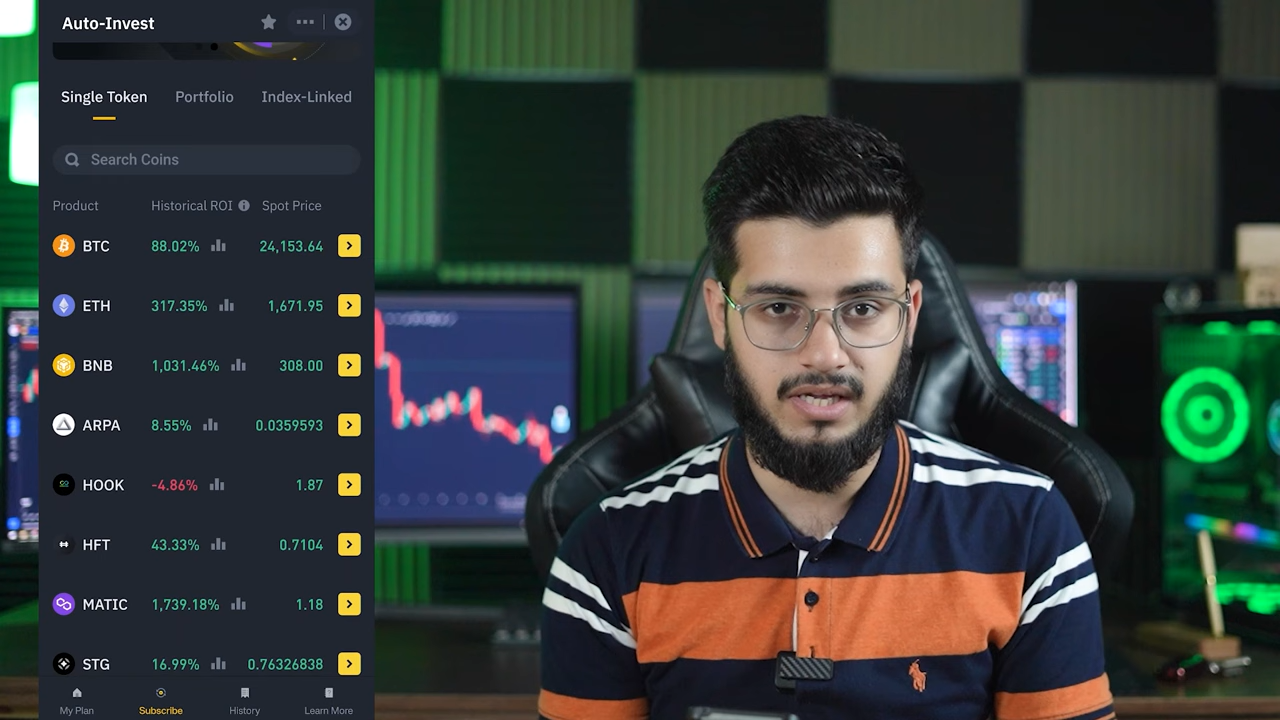 Auto-Invest
Single Token Portfolio Index-Linked
Search Coins
Product Historical ROI Spot Price
BTC 88.02% 24,153.64
ETH 317.35% 1,671.95
BNB 1,031.46% 308.00
ARPA 8.55% 0.0359593
HOOK -4.86% 1.87
HFT 43.33% 0.7104
MATIC 1,739.18% 1.18
STG 16.99% 0.76326838
My Plan Subscribe History Learn More